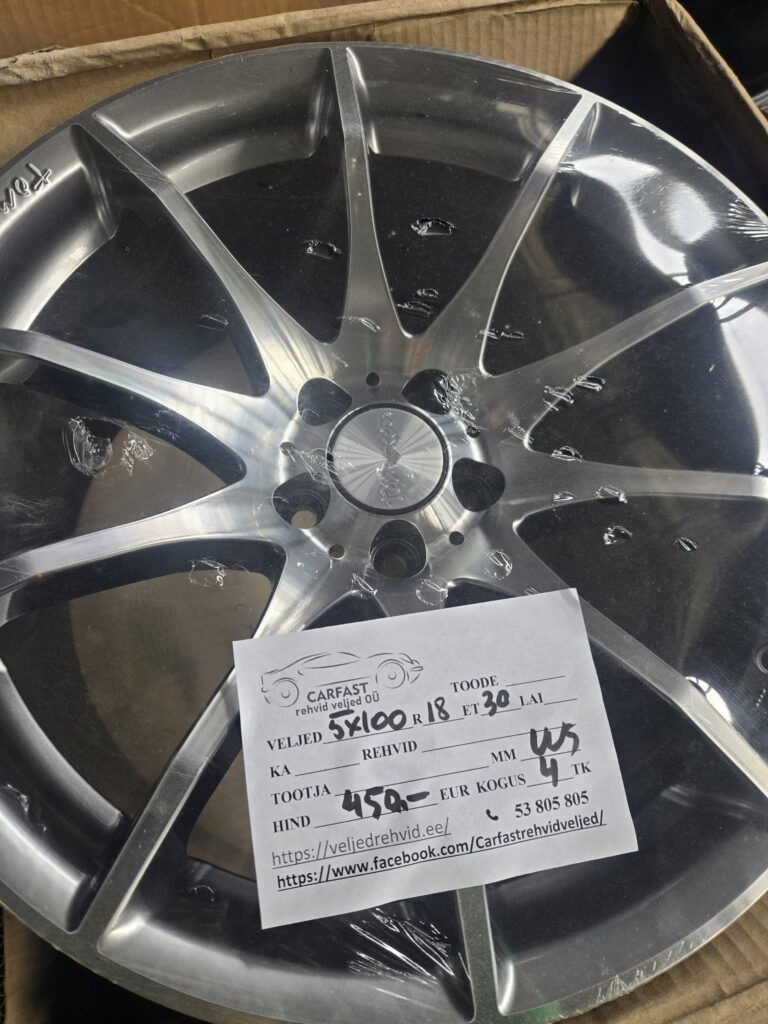 CARFAST
rehvid veljed OÜ
TOODE
VELJED 5x100 R 18 ET 30 LAI
KA REHVID
TOOTJA MM
HIND 450.- EUR KOGUS 4 TK
53 805 805
https://veljedrehvid.ee/
https://www.facebook.com/Carfastrehvidveljed/